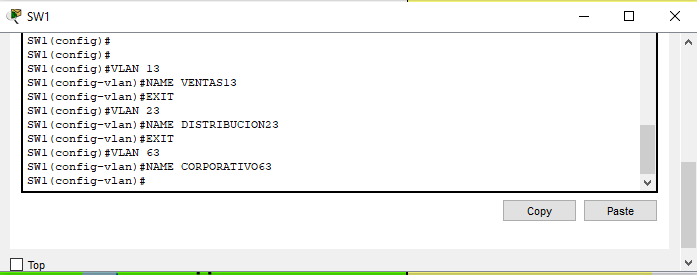 SW1
SW1(config)#
SW1(config)#
SW1(config)#VLAN 13
SW1(config-vlan)#NAME VENTAS13
SW1(config-vlan)#EXIT
SW1(config)#VLAN 23
SW1(config-vlan)#NAME DISTRIBUCION23
SW1(config-vlan)#EXIT
SW1(config)#VLAN 63
SW1(config-vlan)#NAME CORPORATIVO63
SW1(config-vlan)#
Copy Paste
Top